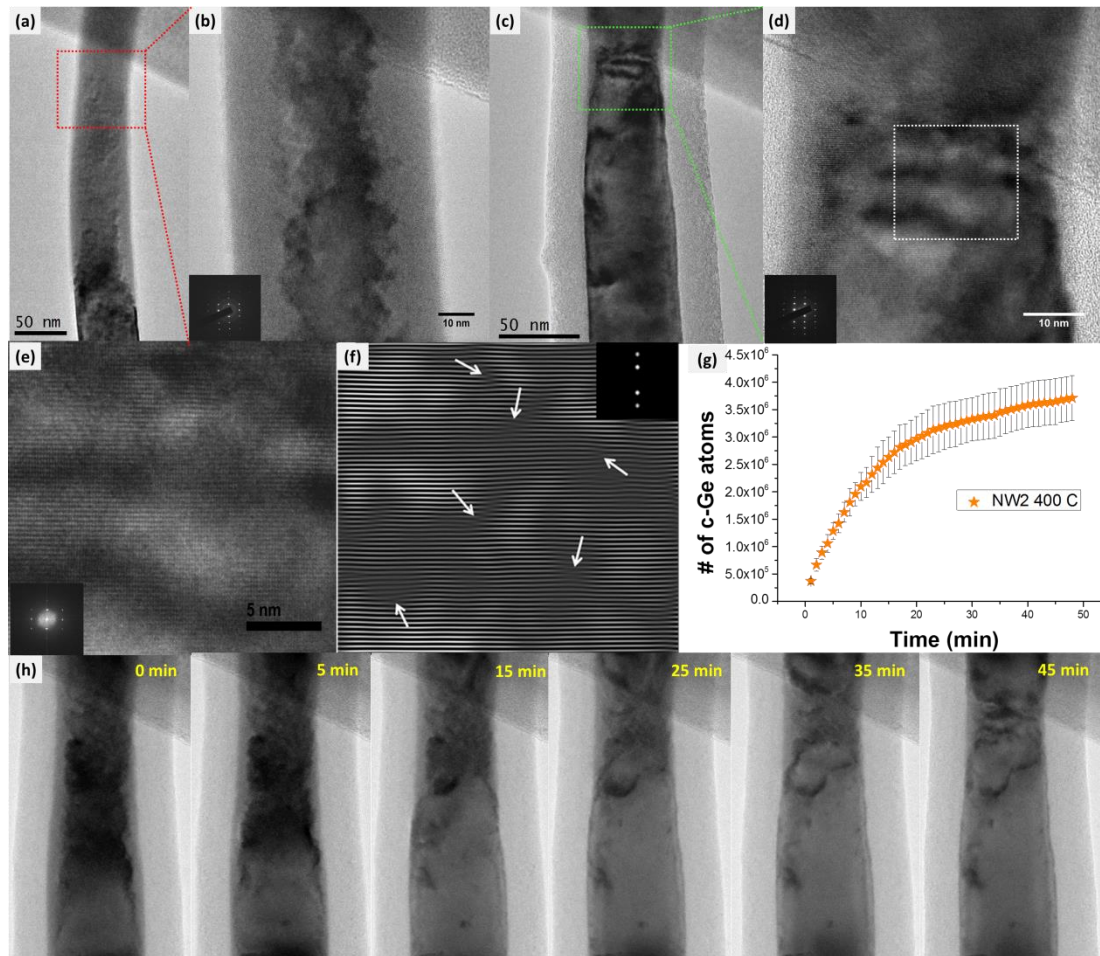 (a)
50 nm
(b)
10 nm
(c)
50 nm
(d)
10 nm
(e)
5 nm
(f)
(g)
4.5x10⁶
4.0x10⁶
3.5x10⁶
3.0x10⁶
2.5x10⁶
2.0x10⁶
1.5x10⁶
1.0x10⁶
5.0x10⁵
0.0
# of c-Ge atoms
NW2 400 C
0 10 20 30 40 50
Time (min)
(h)
0 min
5 min
15 min
25 min
35 min
45 min